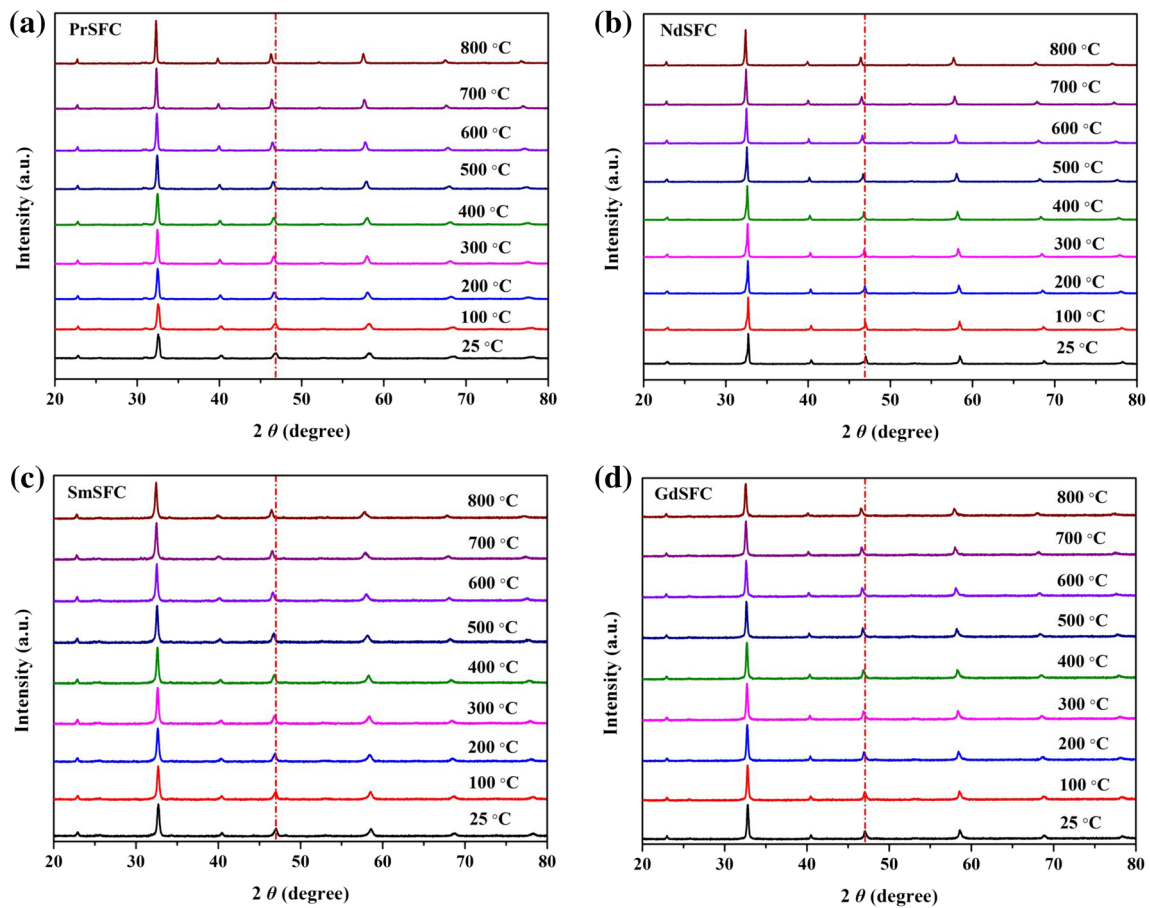 (a)
PrSFC
800 °C
700 °C
600 °C
500 °C
400 °C
300 °C
200 °C
100 °C
25 °C
Intensity (a.u.)
20 30 40 50 60 70 80
2 θ (degree)
(b)
NdSFC
800 °C
700 °C
600 °C
500 °C
400 °C
300 °C
200 °C
100 °C
25 °C
Intensity (a.u.)
20 30 40 50 60 70 80
2 θ (degree)
(c)
SmSFC
800 °C
700 °C
600 °C
500 °C
400 °C
300 °C
200 °C
100 °C
25 °C
Intensity (a.u.)
20 30 40 50 60 70 80
2 θ (degree)
(d)
GdSFC
800 °C
700 °C
600 °C
500 °C
400 °C
300 °C
200 °C
100 °C
25 °C
Intensity (a.u.)
20 30 40 50 60 70 80
2 θ (degree)